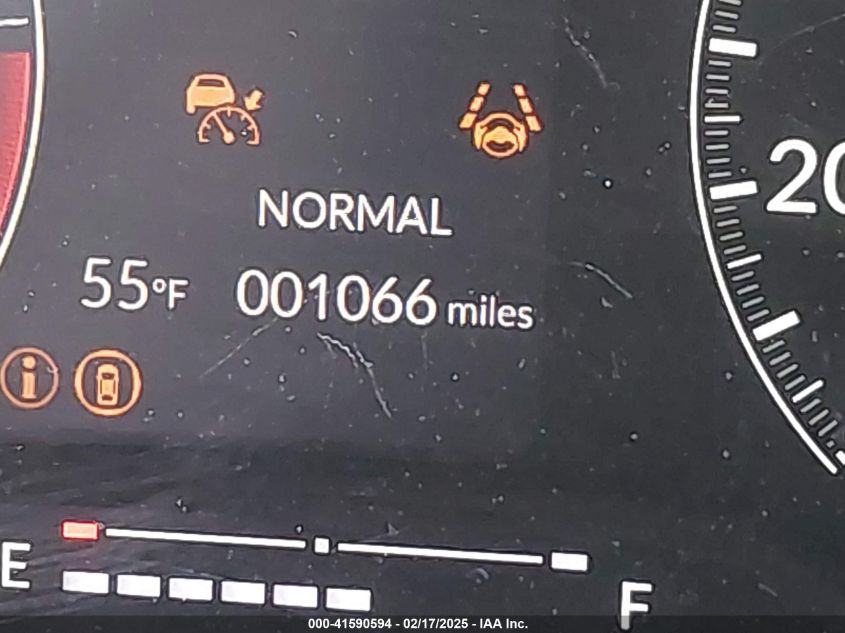 20
NORMAL
55°F 001066 miles
i
E F
000-41590594 - 02/17/2025 - IAA Inc.